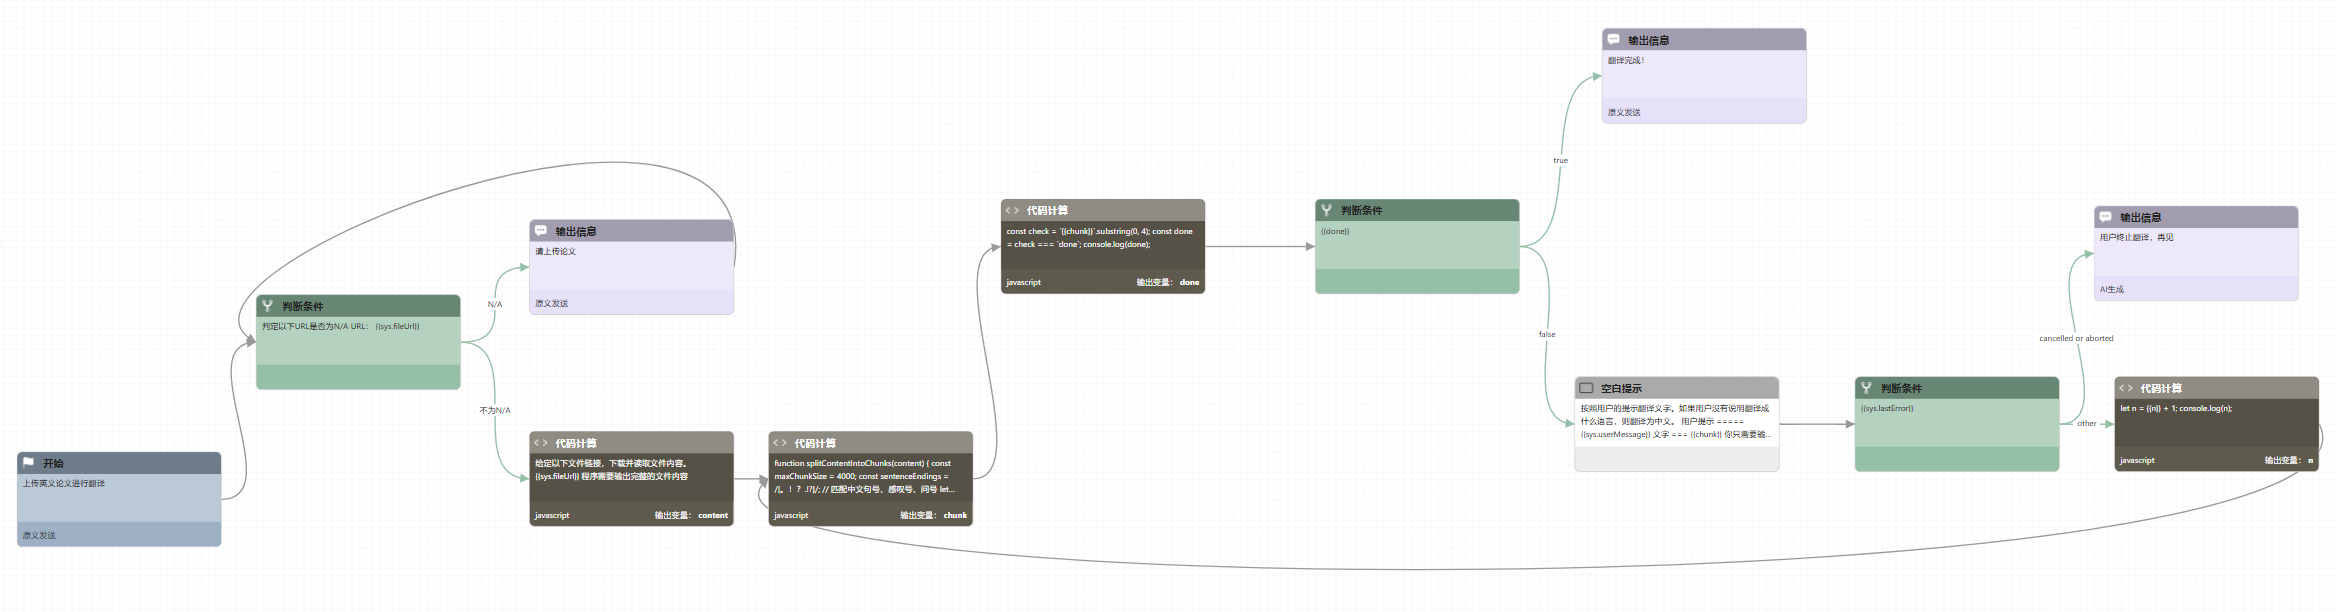 开始
上传英文论文进行翻译
原义发送
判断条件
判定以下URL是否为N/A URL： {{sys.fileUrl}}
N/A
不为N/A
输出信息
请上传论文
原义发送
代码计算
给定以下文件链接，下载并读取文件内容。
{{sys.fileUrl}} 程序需要输出完整的文件内容
javascript 输出变量： content
代码计算
function splitContentIntoChunks(content) { const
maxChunkSize = 4000; const sentenceEndings =
/[。！？.!?]/; // 匹配中文句号、感叹号、问号 let...
javascript 输出变量： chunk
代码计算
const check = `{{chunk}}`.substring(0, 4); const done
= check === `done`; console.log(done);
javascript 输出变量： done
判断条件
{{done}}
true
false
输出信息
翻译完成！
原义发送
空白提示
按照用户的提示翻译文字。如果用户没有说明翻译成
什么语言，则翻译为中文。 用户提示 =====
{{sys.userMessage}} 文字 === {{chunk}} 你只需要输...
判断条件
{{sys.lastError}}
cancelled or aborted
other
输出信息
用户终止翻译，再见
AI生成
代码计算
let n = {{n}} + 1; console.log(n);
javascript 输出变量： n